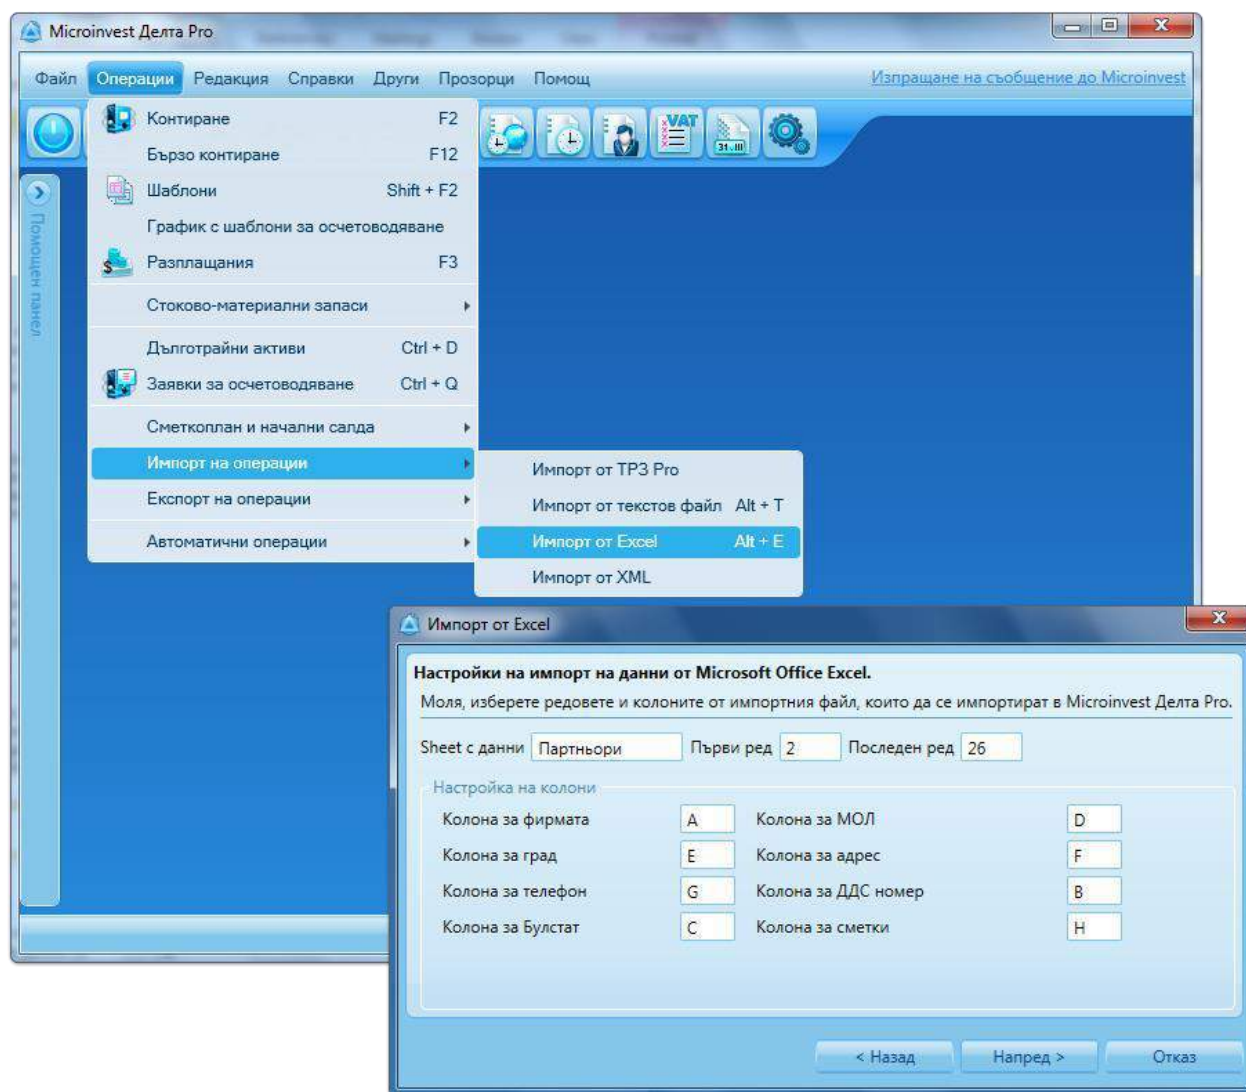 Microinvest Делта Pro
Файл Операции Редакция Справки Други Прозорци Помощ Изпращане на съобщение до Microinvest
Контиране F2
VAT
31.III
Бързо контиране F12
Шаблони Shift + F2
График с шаблони за осчетоводяване
Разплащания F3
Помощен панел
Стоково-материални запаси
Дълготрайни активи Ctrl + D
Заявки за осчетоводяване Ctrl + Q
Сметкоплан и начални салда
Импорт на операции
Експорт на операции
Автоматични операции
Импорт от ТРЗ Pro
Импорт от текстов файл Alt + T
Импорт от Excel Alt + E
Импорт от XML
Импорт от Excel
Настройки на импорт на данни от Microsoft Office Excel.
Моля, изберете редовете и колоните от импортния файл, които да се импортират в Microinvest Делта Pro.
Sheet с данни Партньори Първи ред 2 Последен ред 26
Настройка на колони
Колона за фирмата A Колона за МОЛ D
Колона за град E Колона за адрес F
Колона за телефон G Колона за ДДС номер B
Колона за Булстат C Колона за сметки H
< Назад Напред > Отказ